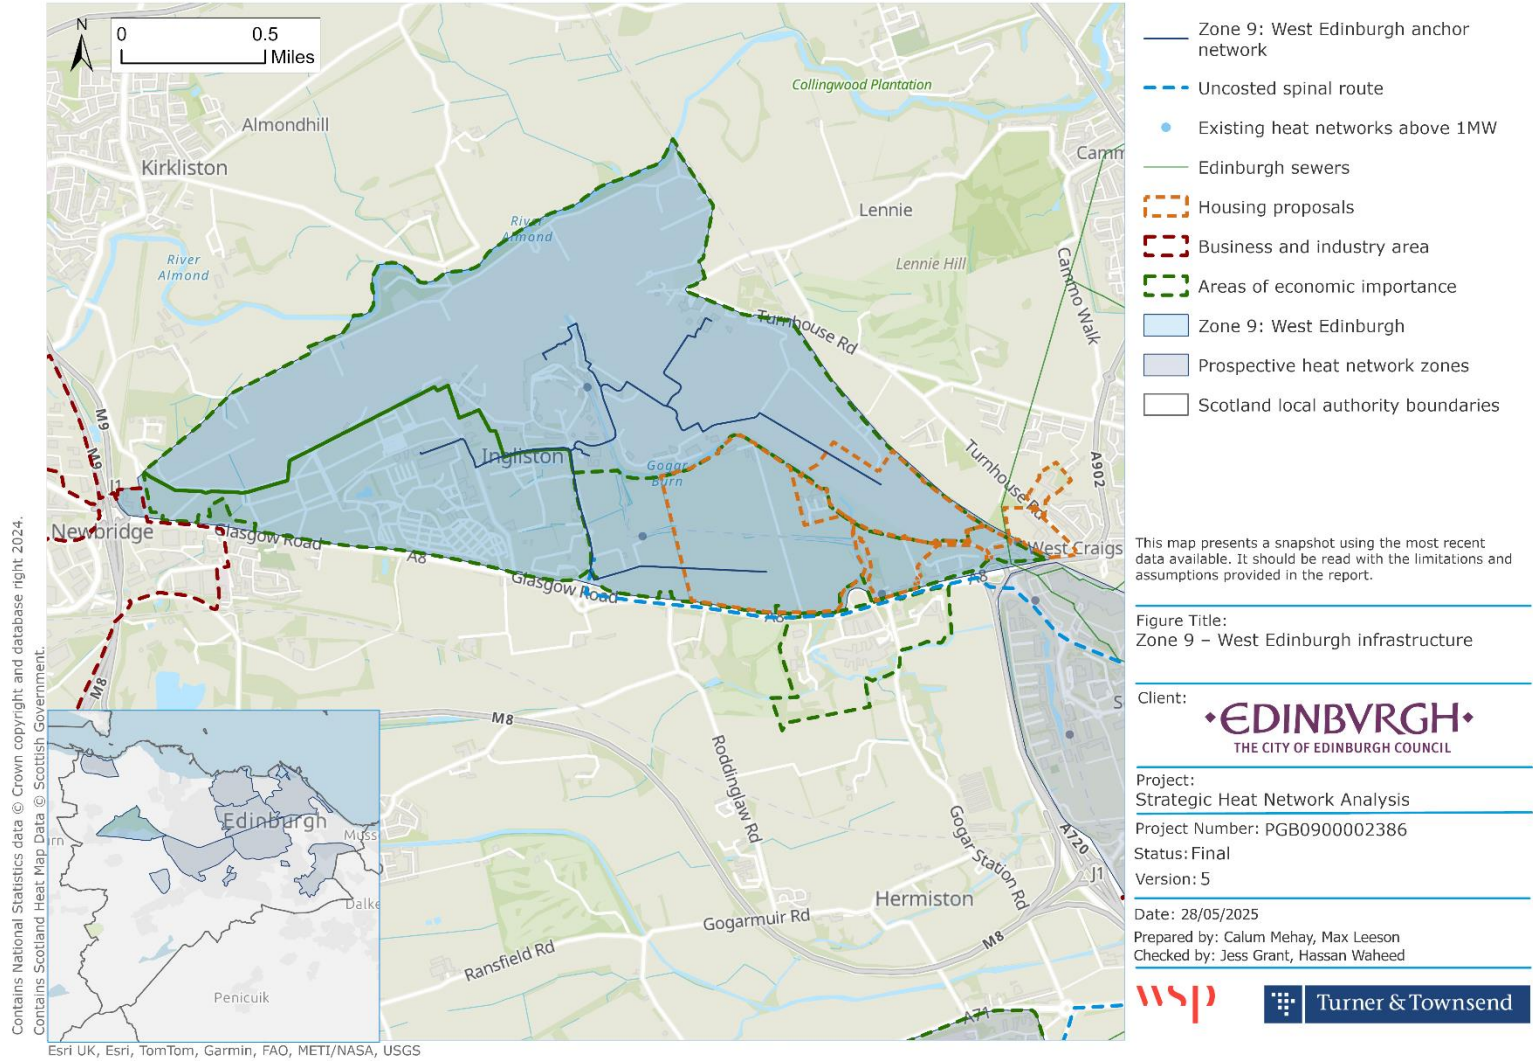 N
0 0.5
Miles
Collingwood Plantation
Almondhill
Kirkliston
Camm
Lennie
River
Almond
River
Almond
Lennie Hill
Cammo Walk
Turnhouse Rd
M9
M9
J1
Ingliston
Gogar
Burn
Turnhouse Rd
A902
Newbridge
Glasgow Road
A8
Glasgow Road
West Craigs
A8
A8
M8
M8
S
Roddinglaw Rd
Gogar Station Rd
A720
J1
Hermiston
Gogarmuir Rd
Ransfield Rd
M8
A71
Edinburgh
Muss
urn
Dalke
Penicuik
Contains National Statistics data © Crown copyright and database right 2024.
Contains Scotland Heat Map Data © Scottish Government.
Esri UK, Esri, TomTom, Garmin, FAO, METI/NASA, USGS
Zone 9: West Edinburgh anchor
network
Uncosted spinal route
Existing heat networks above 1MW
Edinburgh sewers
Housing proposals
Business and industry area
Areas of economic importance
Zone 9: West Edinburgh
Prospective heat network zones
Scotland local authority boundaries
This map presents a snapshot using the most recent
data available. It should be read with the limitations and
assumptions provided in the report.
Figure Title:
Zone 9 – West Edinburgh infrastructure
Client:
EDINBVRGH
THE CITY OF EDINBURGH COUNCIL
Project:
Strategic Heat Network Analysis
Project Number: PGB0900002386
Status: Final
Version: 5
Date: 28/05/2025
Prepared by: Calum Mehay, Max Leeson
Checked by: Jess Grant, Hassan Waheed
wsp
Turner & Townsend